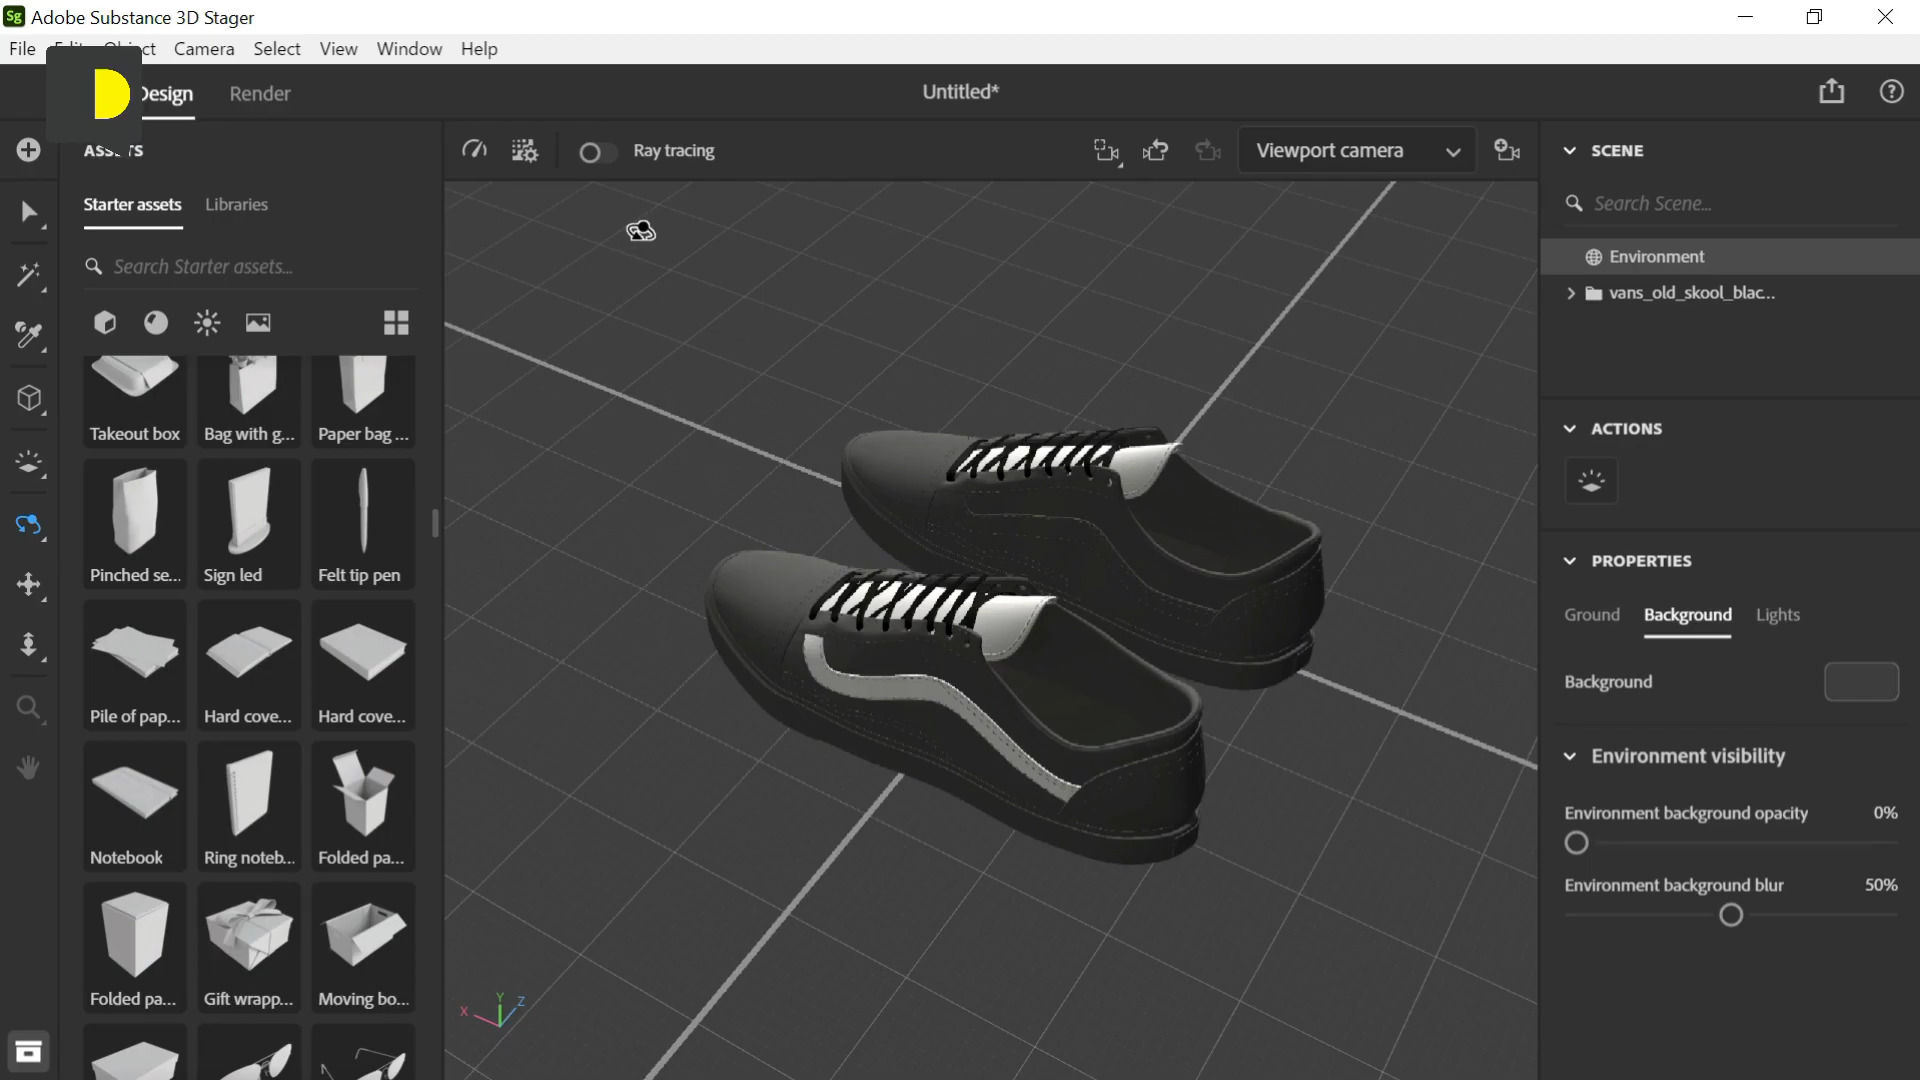 Sg Adobe Substance 3D Stager
File Object Camera Select View Window Help
Design Render Untitled*
ASSETS
Starter assets Libraries
Search Starter assets...
Takeout box Bag with g... Paper bag ...
Pinched se... Sign led Felt tip pen
Pile of pap... Hard cove... Hard cove...
Notebook Ring noteb... Folded pa...
Folded pa... Gift wrapp... Moving bo...
Ray tracing
Viewport camera
X Y Z
SCENE
Search Scene...
Environment
vans_old_skool_blac...
ACTIONS
PROPERTIES
Ground Background Lights
Background
Environment visibility
Environment background opacity 0%
Environment background blur 50%